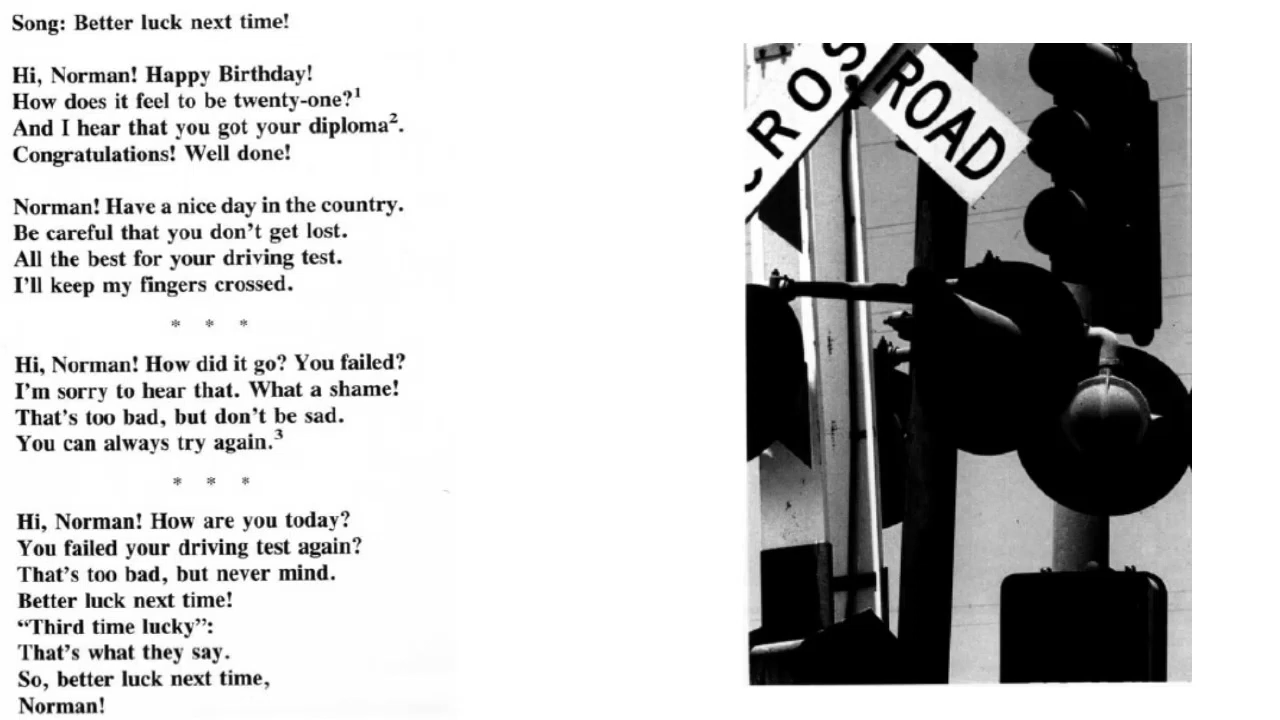 Song: Better luck next time!
Hi, Norman! Happy Birthday!
How does it feel to be twenty-one?¹
And I hear that you got your diploma².
Congratulations! Well done!
Norman! Have a nice day in the country.
Be careful that you don't get lost.
All the best for your driving test.
I'll keep my fingers crossed.
* * *
Hi, Norman! How did it go? You failed?
I'm sorry to hear that. What a shame!
That's too bad, but don't be sad.
You can always try again.³
* * *
Hi, Norman! How are you today?
You failed your driving test again?
That's too bad, but never mind.
Better luck next time!
“Third time lucky”:
That's what they say.
So, better luck next time,
Norman!
CROS
ROAD